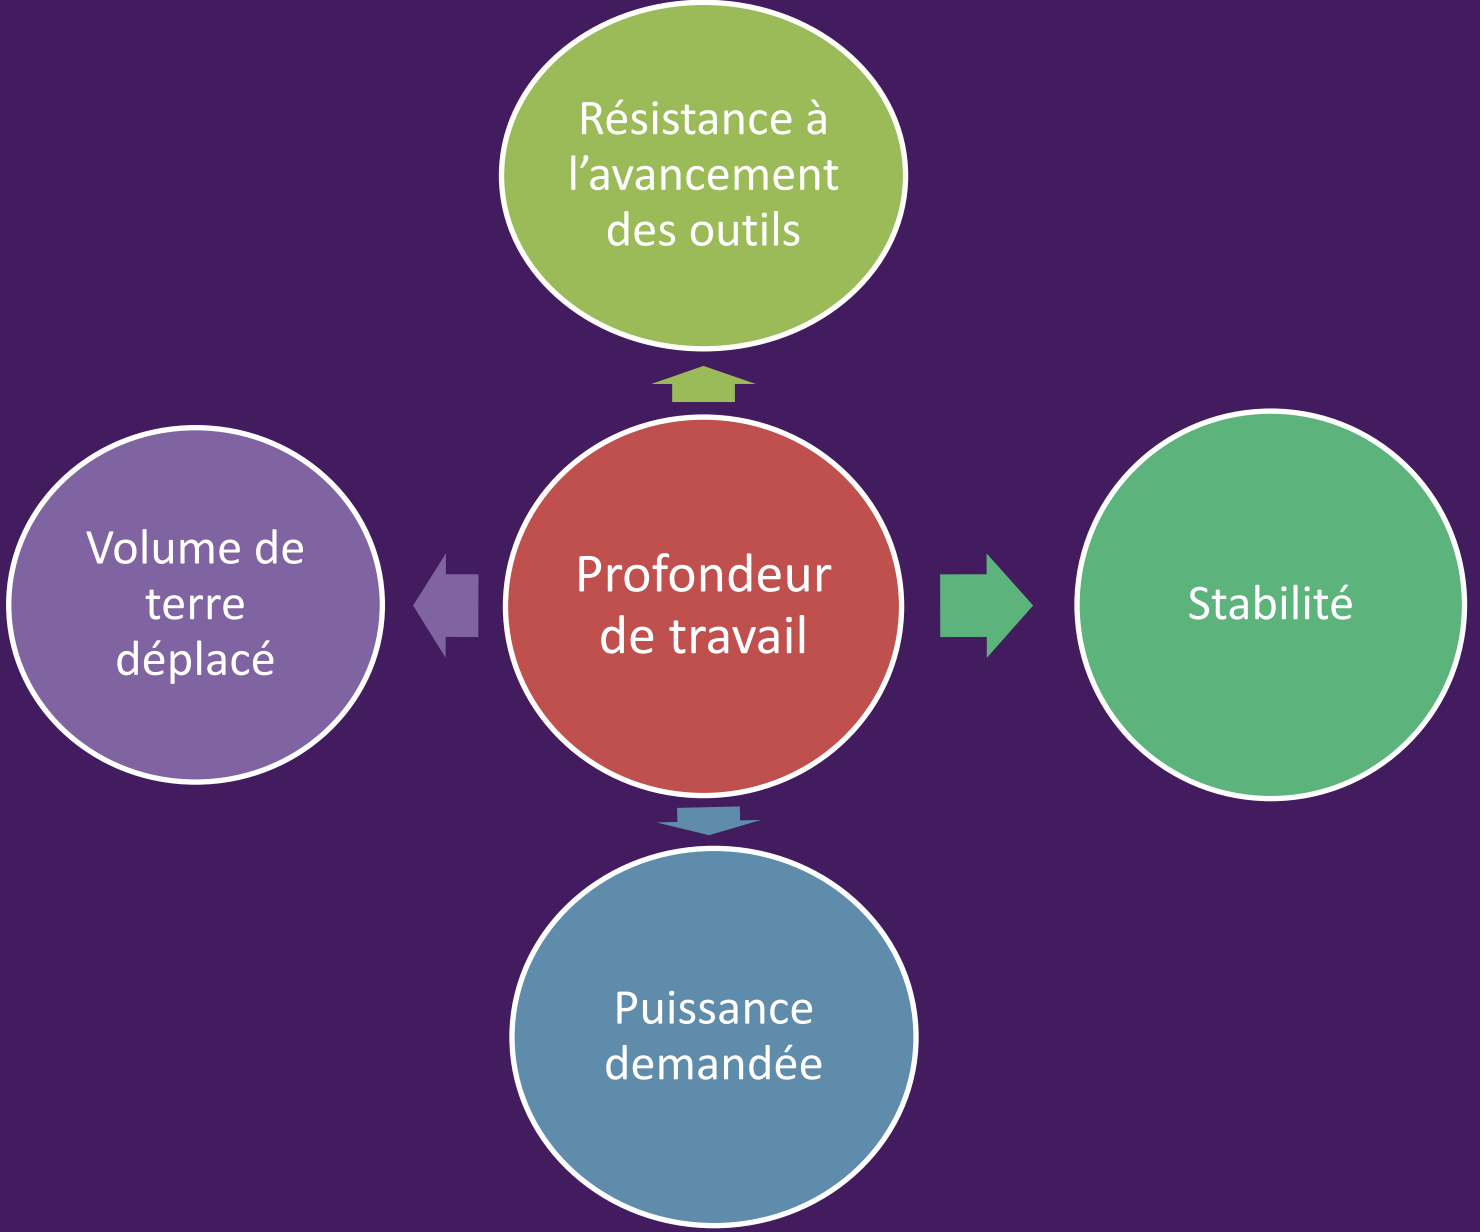 Résistance à
l’avancement
des outils
Volume de
terre
déplacé
Profondeur
de travail
Stabilité
Puissance
demandée